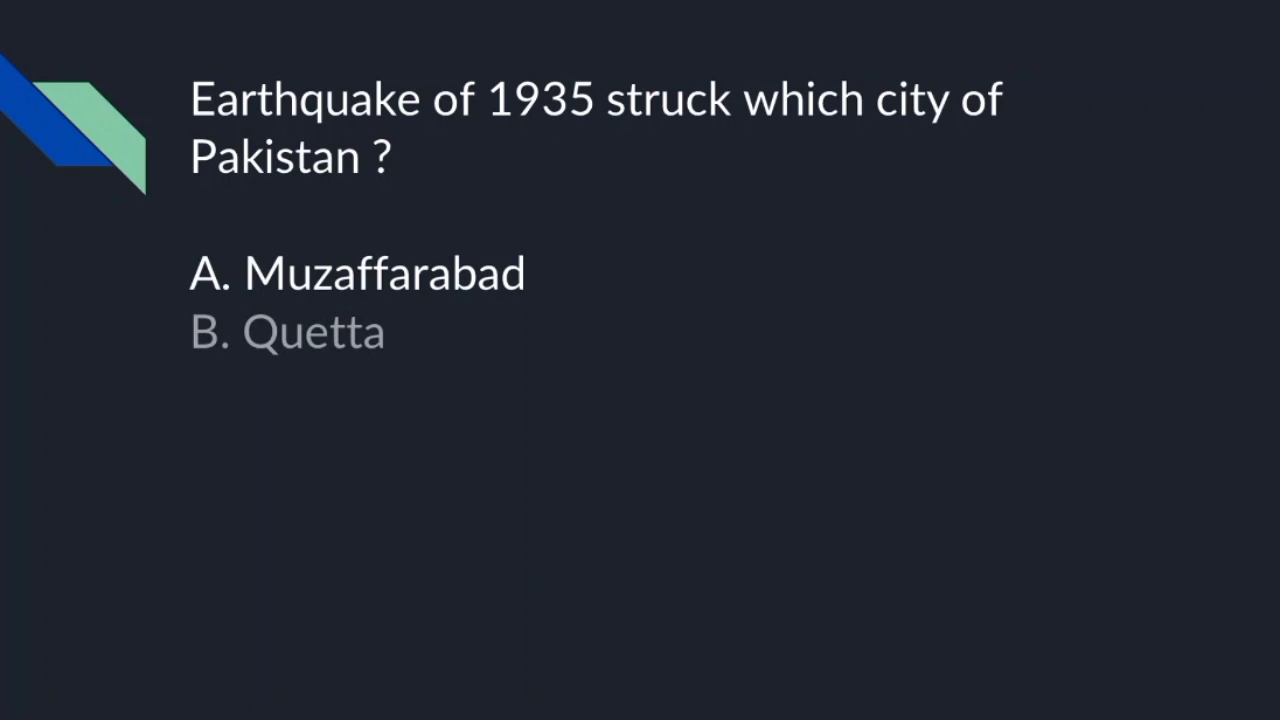 Earthquake of 1935 struck which city of
Pakistan ?
A. Muzaffarabad
B. Quetta